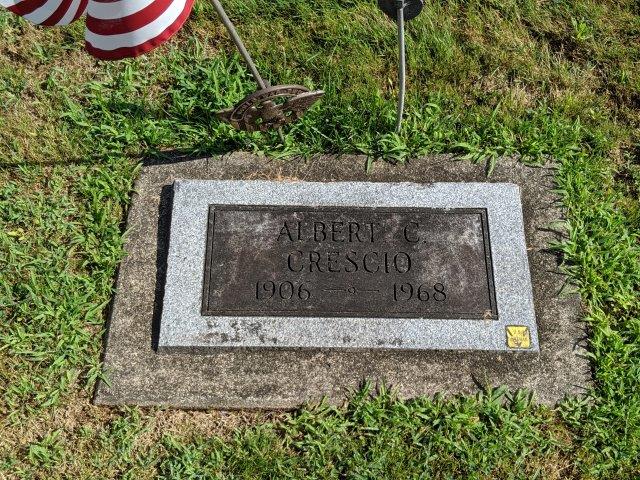 ALBERT C.
CRESCIO
1906 — 1968